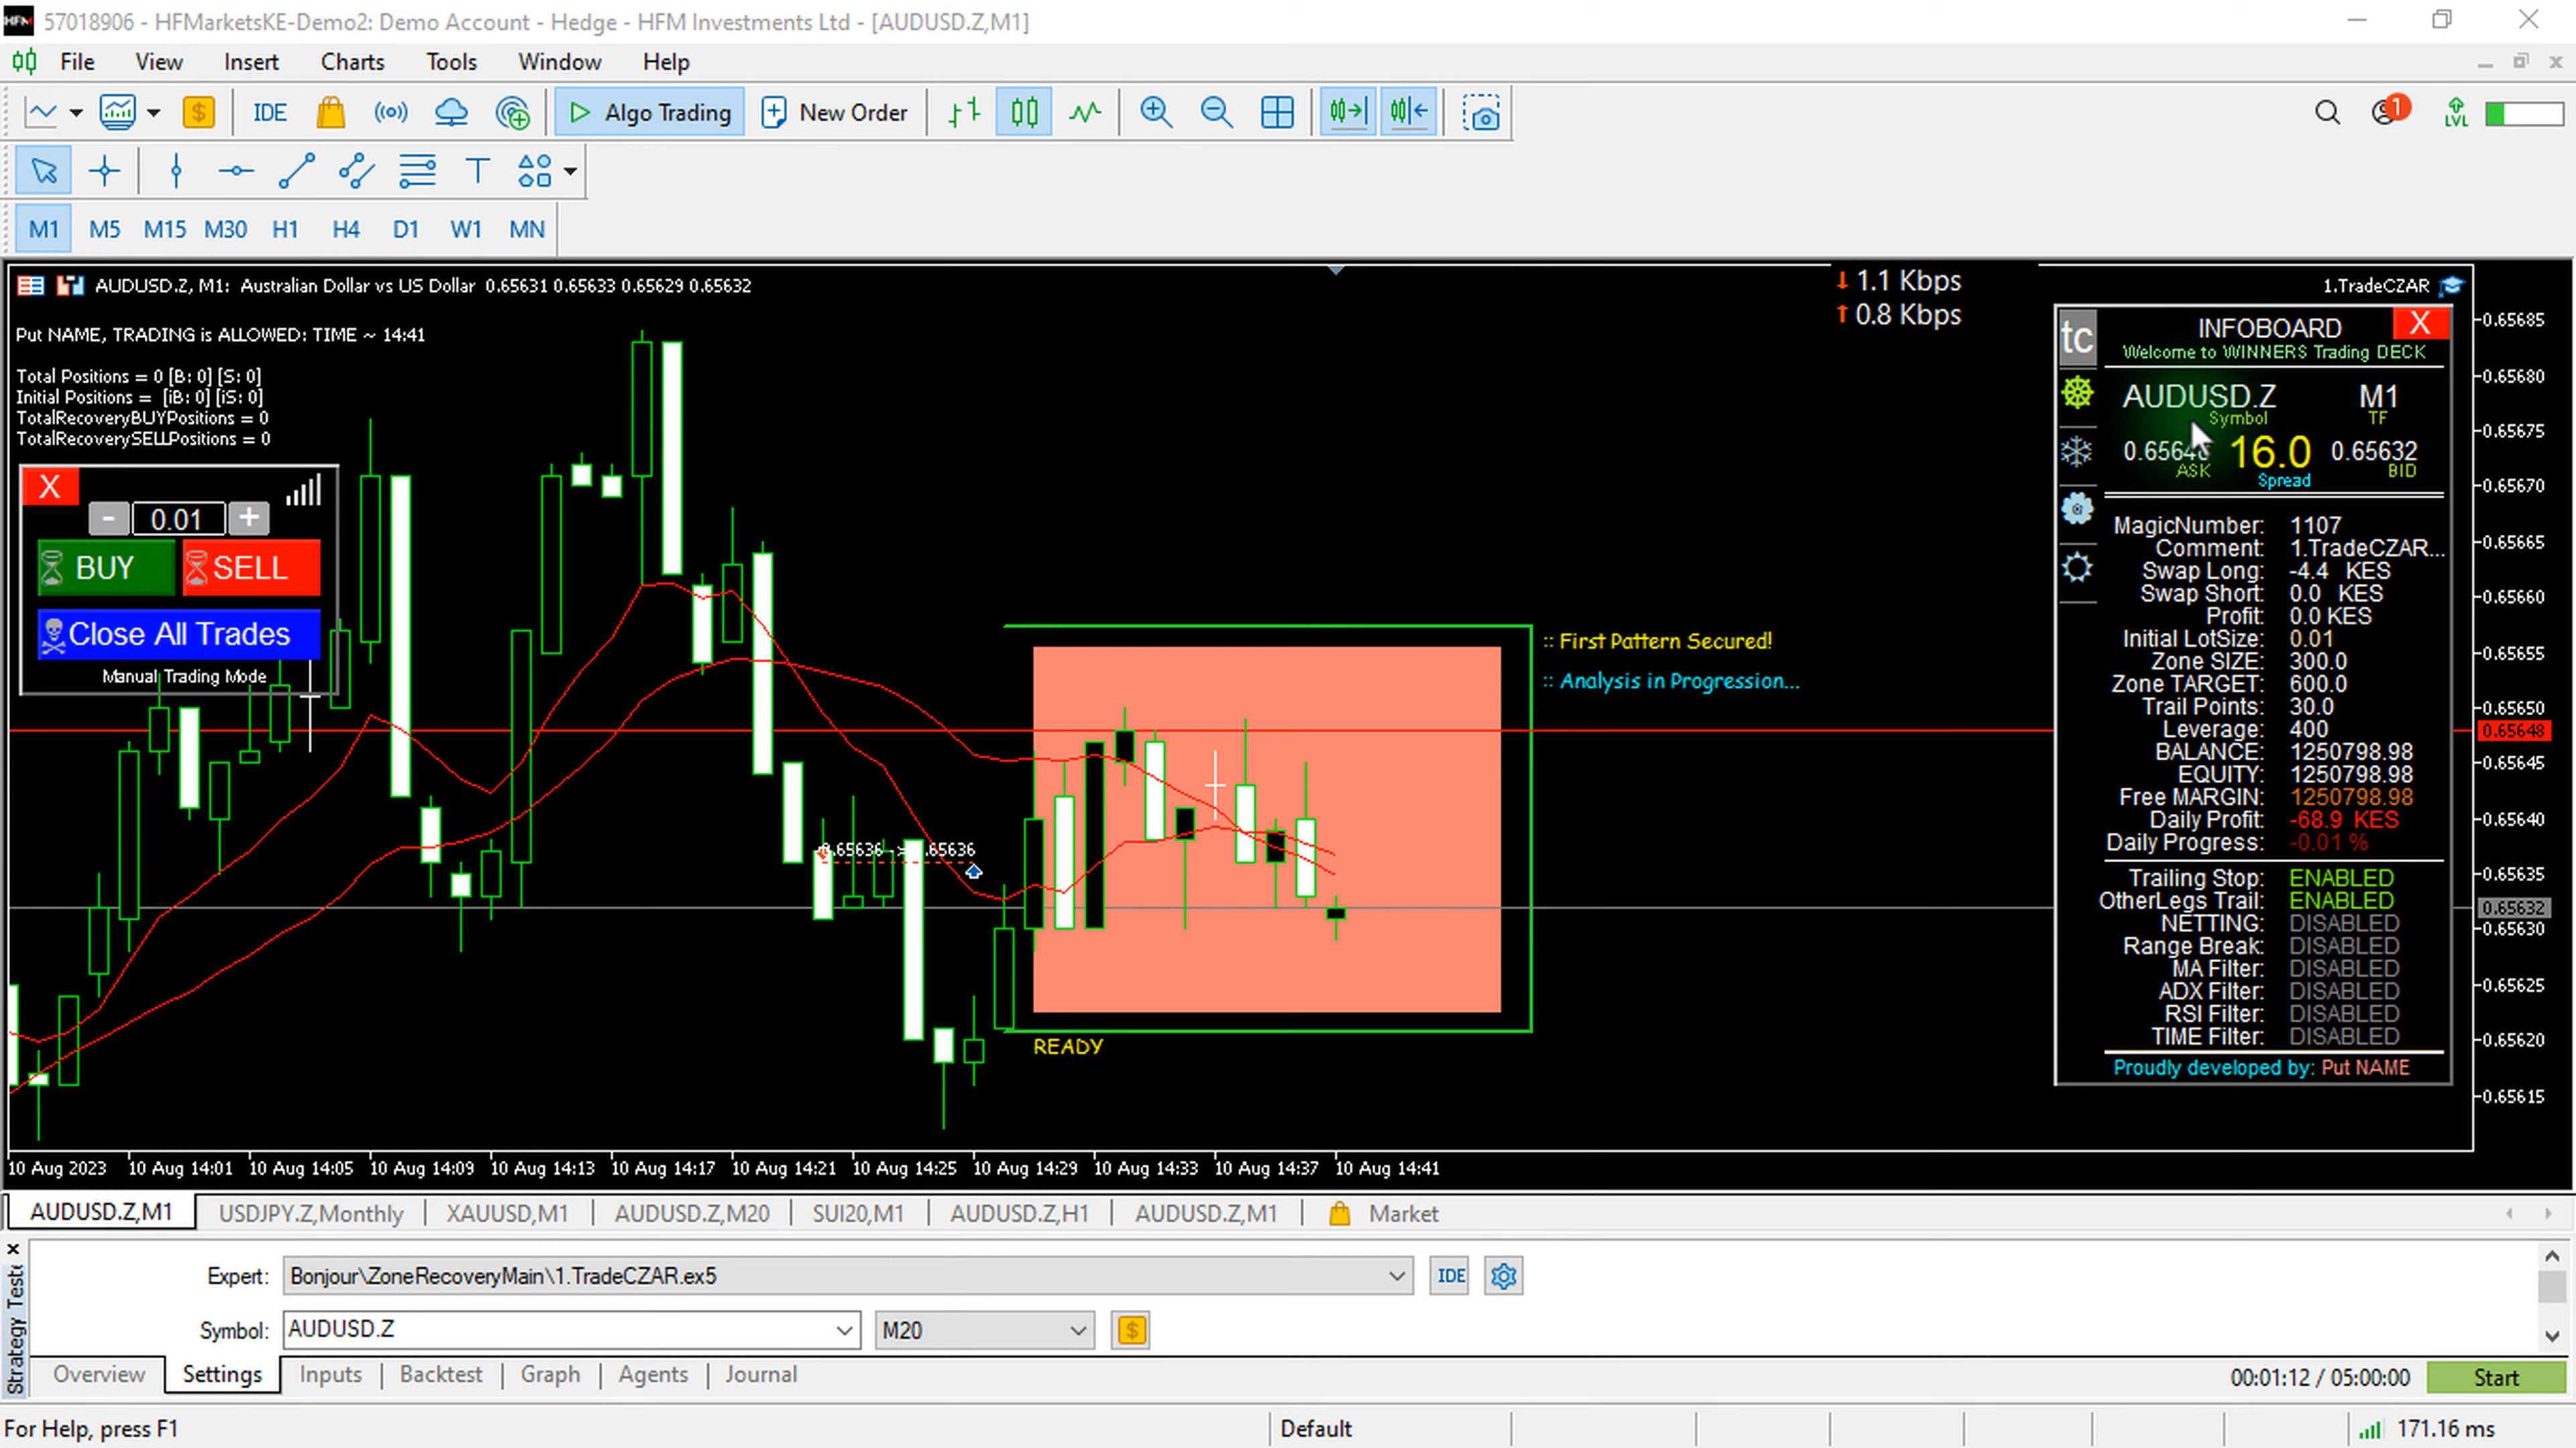 57018906 - HFMarketsKE-Demo2: Demo Account - Hedge - HFM Investments Ltd - [AUDUSD.Z,M1]
File View Insert Charts Tools Window Help
$ IDE Algo Trading New Order 1 LVL
T
M1 M5 M15 M30 H1 H4 D1 W1 MN
AUDUSD.Z, M1: Australian Dollar vs US Dollar 0.65631 0.65633 0.65629 0.65632
1.1 Kbps
0.8 Kbps
1.TradeCZAR
Put NAME, TRADING is ALLOWED: TIME ~ 14:41
Total Positions = 0 [B: 0] [S: 0]
Initial Positions = [iB: 0] [iS: 0]
TotalRecoveryBUYPositions = 0
TotalRecoverySELLPositions = 0
X
- 0.01 +
BUY SELL
Close All Trades
Manual Trading Mode
:: First Pattern Secured!
:: Analysis in Progression...
READY
tc INFOBOARD X
Welcome to WINNERS Trading DECK
AUDUSD.Z M1
Symbol TF
16.0 0.65632
ASK Spread BID
MagicNumber: 1107
Comment: 1.TradeCZAR...
Swap Long: -4.4 KES
Swap Short: 0.0 KES
Profit: 0.0 KES
Initial LotSize: 0.01
Zone SIZE: 300.0
Zone TARGET: 600.0
Trail Points: 30.0
Leverage: 400
BALANCE: 1250798.98
EQUITY: 1250798.98
Free MARGIN: 1250798.98
Daily Profit: -68.9 KES
Daily Progress: -0.01 %
Trailing Stop: ENABLED
OtherLegs Trail: ENABLED
NETTING: DISABLED
Range Break: DISABLED
MA Filter: DISABLED
ADX Filter: DISABLED
RSI Filter: DISABLED
TIME Filter: DISABLED
Proudly developed by: Put NAME
0.65685
0.65680
0.65675
0.65670
0.65665
0.65660
0.65655
0.65650
0.65648
0.65645
0.65640
0.65635
0.65632
0.65630
0.65625
0.65620
0.65615
10 Aug 2023 10 Aug 14:01 10 Aug 14:05 10 Aug 14:09 10 Aug 14:13 10 Aug 14:17 10 Aug 14:21 10 Aug 14:25 10 Aug 14:29 10 Aug 14:33 10 Aug 14:37 10 Aug 14:41
AUDUSD.Z,M1 USDJPY.Z,Monthly XAUUSD,M1 AUDUSD.Z,M20 SUI20,M1 AUDUSD.Z,H1 AUDUSD.Z,M1 Market
Expert: Bonjour\ZoneRecoveryMain\1.TradeCZAR.ex5 IDE
Symbol: AUDUSD.Z M20 $
Strategy
Overview Settings Inputs Backtest Graph Agents Journal 00:01:12 / 05:00:00 Start
For Help, press F1 Default 171.16 ms